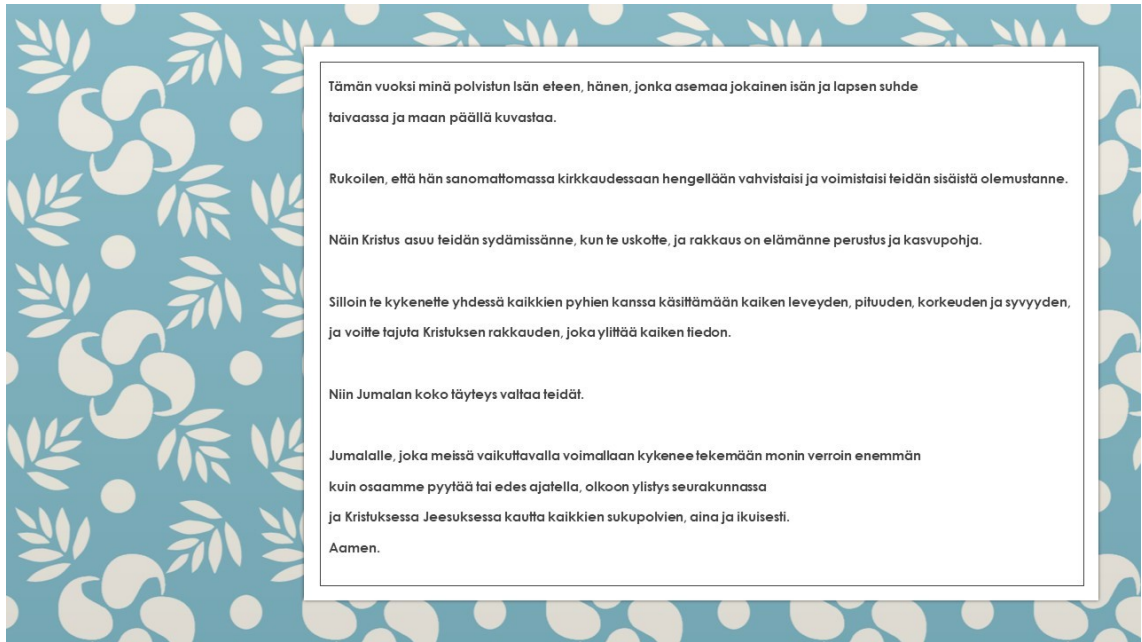 Tämän vuoksi minä polvistun Isän eteen, hänen, jonka asemaa jokainen isän ja lapsen suhde
taivaassa ja maan päällä kuvastaa.
Rukoilen, että hän sanomattomassa kirkkaudessaan hengellään vahvistaisi ja voimistaisi teidän sisäistä olemustanne.
Näin Kristus asuu teidän sydämissänne, kun te uskotte, ja rakkaus on elämänne perustus ja kasvupohja.
Silloin te kykenette yhdessä kaikkien pyhien kanssa käsittämään kaiken leveyden, pituuden, korkeuden ja syvyyden,
ja voitte tajuta Kristuksen rakkauden, joka ylittää kaiken tiedon.
Niin Jumalan koko täyteys valtaa teidät.
Jumalalle, joka meissä vaikuttavalla voimallaan kykenee tekemään monin verroin enemmän
kuin osaamme pyytää tai edes ajatella, olkoon ylistys seurakunnassa
ja Kristuksessa Jeesuksessa kautta kaikkien sukupolvien, aina ja ikuisesti.
Aamen.